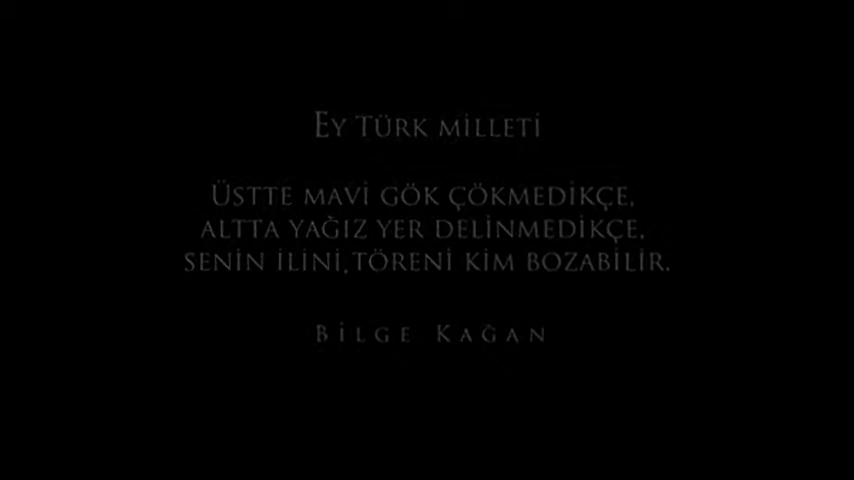 Ey Türk milleti
Üstte mavi gök çökmedikçe,
altta yağız yer delinmedikçe,
senin ilini, töreni kim bozabilir.
Bilge Kağan